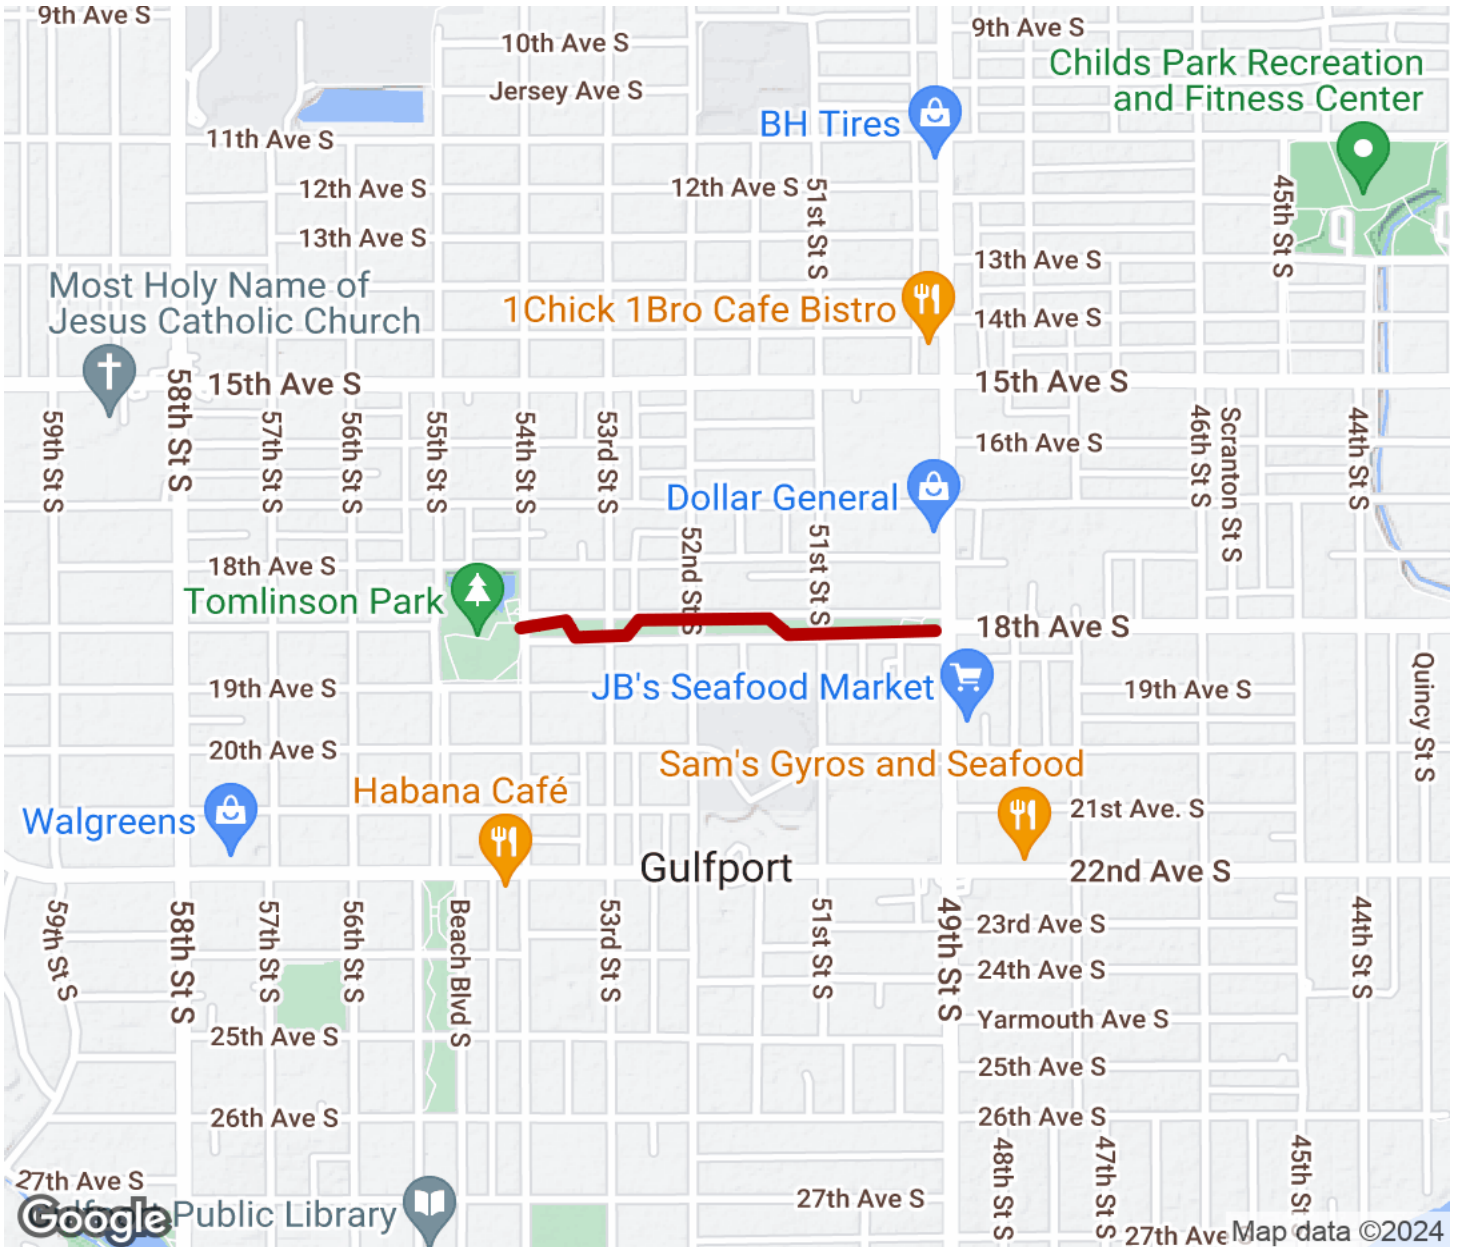 9th Ave S
10th Ave S
9th Ave S
Jersey Ave S
Childs Park Recreation
and Fitness Center
BH Tires
11th Ave S
12th Ave S
12th Ave S
51st St S
45th St S
13th Ave S
13th Ave S
Most Holy Name of
Jesus Catholic Church
1Chick 1Bro Cafe Bistro
14th Ave S
58th St S
15th Ave S
15th Ave S
59th St S
57th St S
56th St S
55th St S
54th St S
53rd St S
16th Ave S
46th St S
Scranton St S
44th St S
Dollar General
52nd St S
51st St S
18th Ave S
Tomlinson Park
18th Ave S
19th Ave S
JB's Seafood Market
19th Ave S
Quincy St S
20th Ave S
Sam's Gyros and Seafood
Habana Café
Walgreens
21st Ave. S
Gulfport
22nd Ave S
59th St S
58th St S
57th St S
56th St S
Beach Blvd S
53rd St S
51st St S
49th St S
23rd Ave S
44th St S
24th Ave S
Yarmouth Ave S
25th Ave S
25th Ave S
26th Ave S
26th Ave S
48th St S
47th St S
45th St S
27th Ave S
27th Ave S
Public Library
Google
27th Ave
Map data ©2024